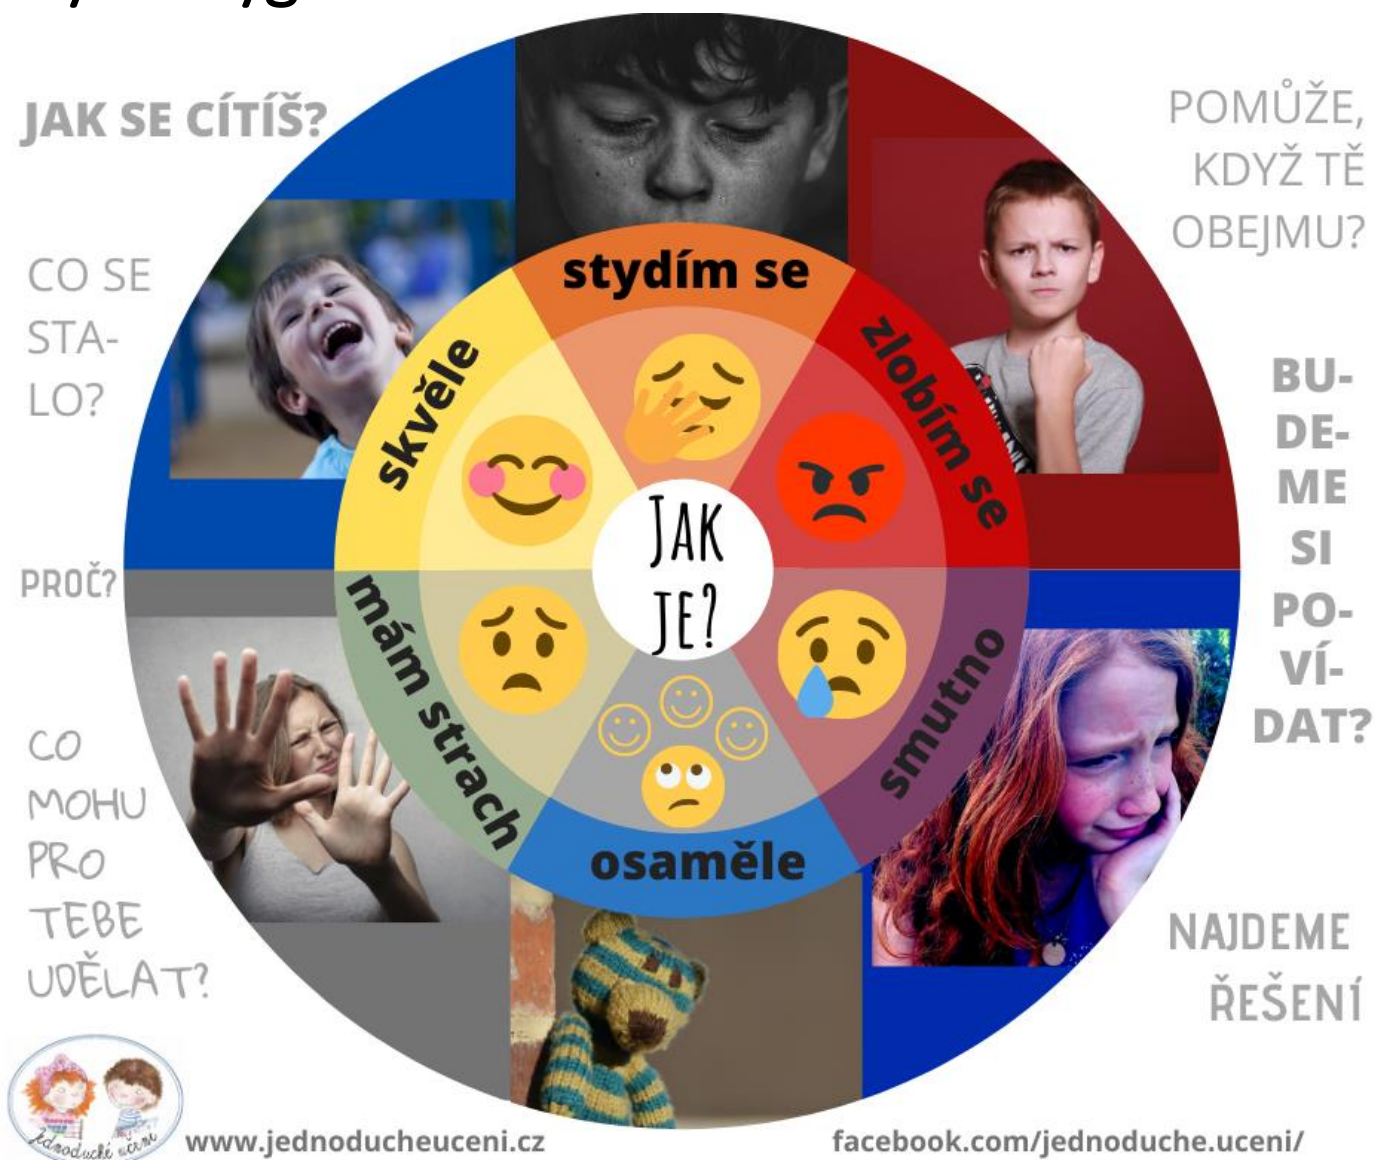 JAK SE CÍTÍŠ?
CO SE
STA-
LO?
PROČ?
CO
MOHU
PRO
TEBE
UDĚLAT?
stydím se
zlobím se
smutno
osaměle
mám strach
skvěle
JAK
JE?
POMŮŽE,
KDYŽ TĚ
OBEJMU?
BU-
DE-
ME
SI
PO-
VÍ-
DAT?
NAJDEME
ŘEŠENÍ
Jednoduché učení
www.jednoducheuceni.cz
facebook.com/jednoduche.uceni/